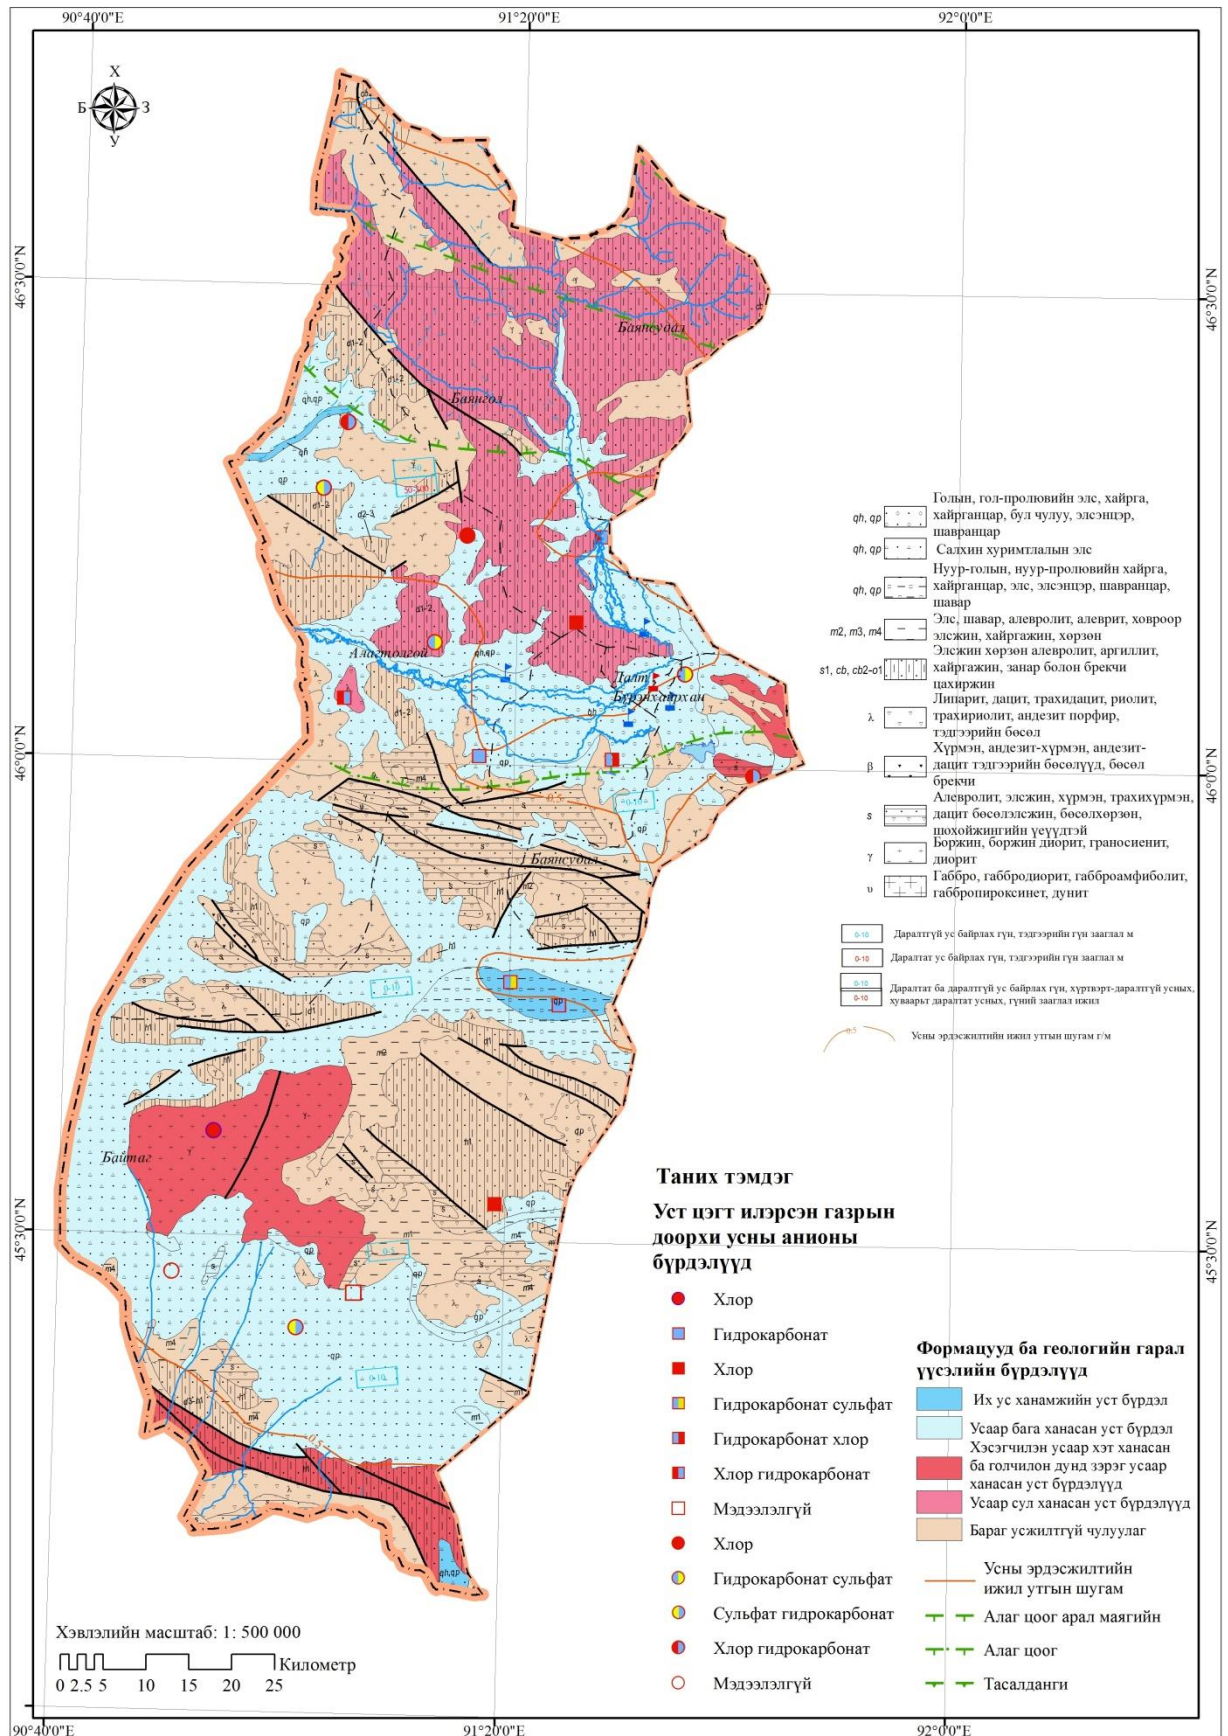 90°40'0"E
91°20'0"E
92°0'0"E
Х
Б
З
У
46°30'0"N
46°30'0"N
Баянсудал
Баянгол
Алагтолгой
Далт
Бүрэнхайрхан
46°0'0"N
46°0'0"N
Баянсудал
Байтаг
45°30'0"N
45°30'0"N
qh, qp
Голын, гол-пролювийн элс, хайрга,
хайрганцар, бул чулуу, элсэнцэр,
шавранцар
qh, qp
Салхин хуримтлалын элс
qh, qp
Нуур-голын, нуур-пролювийн хайрга,
хайрганцар, элс, элсэнцэр, шавранцар,
шавар
m2, m3, m4
Элс, шавар, алевролит, алеврит, ховроор
элсжин, хайргажин, хөрзөн
s1, cb, cb2-o1
Элсжин хөрзөн алевролит, аргиллит,
хайргажин, занар болон брекчи
цахиржин
λ
Липарит, дацит, трахидацит, риолит,
трахириолит, андезит порфир,
тэдгээрийн бөсөл
β
Хүрмэн, андезит-хүрмэн, андезит-
дацит тэдгээрийн бөсөлүүд, бөсөл
брекчи
s
Алевролит, элсжин, хүрмэн, трахихүрмэн,
дацит бөсөлэлсжин, бөсөлхөрзөн,
шохойжингийн үеүүдтэй
γ
Боржин, боржин диорит, граносиенит,
диорит
υ
Габбро, габбродиорит, габброамфиболит,
габбропироксинет, дунит
0-10
Даралтгүй ус байрлах гүн, тэдгээрийн гүн зааглал м
0-10
Даралтат ус байрлах гүн, тэдгээрийн гүн зааглал м
0-10
0-10
Даралтат ба даралтгүй ус байрлах гүн, хүртвэрт-даралтгүй усных,
хуваарьт даралтат усных, гүний зааглал ижил
0.5
Усны эрдэсжилтийн ижил утгын шугам г/м
Таних тэмдэг
Уст цэгт илэрсэн газрын
доорхи усны анионы
бүрдэлүүд
Хлор
Гидрокарбонат
Хлор
Гидрокарбонат сульфат
Гидрокарбонат хлор
Хлор гидрокарбонат
Мэдээлэлгүй
Хлор
Гидрокарбонат сульфат
Сульфат гидрокарбонат
Хлор гидрокарбонат
Мэдээлэлгүй
Формацууд ба геологийн гарал
үүсэлийн бүрдэлүүд
Их ус ханамжийн уст бүрдэл
Усаар бага ханасан уст бүрдэл
Хэсэгчилэн усаар хэт ханасан
ба голчилон дунд зэрэг усаар
ханасан уст бүрдэлүүд
Усаар сул ханасан уст бүрдэлүүд
Бараг усжилтгүй чулуулаг
Усны эрдэсжилтийн
ижил утгын шугам
Алаг цоог арал маягийн
Алаг цоог
Тасалданги
Хэвлэлийн масштаб: 1: 500 000
Километр
0 2.5 5 10 15 20 25
90°40'0"E
91°20'0"E
92°0'0"E